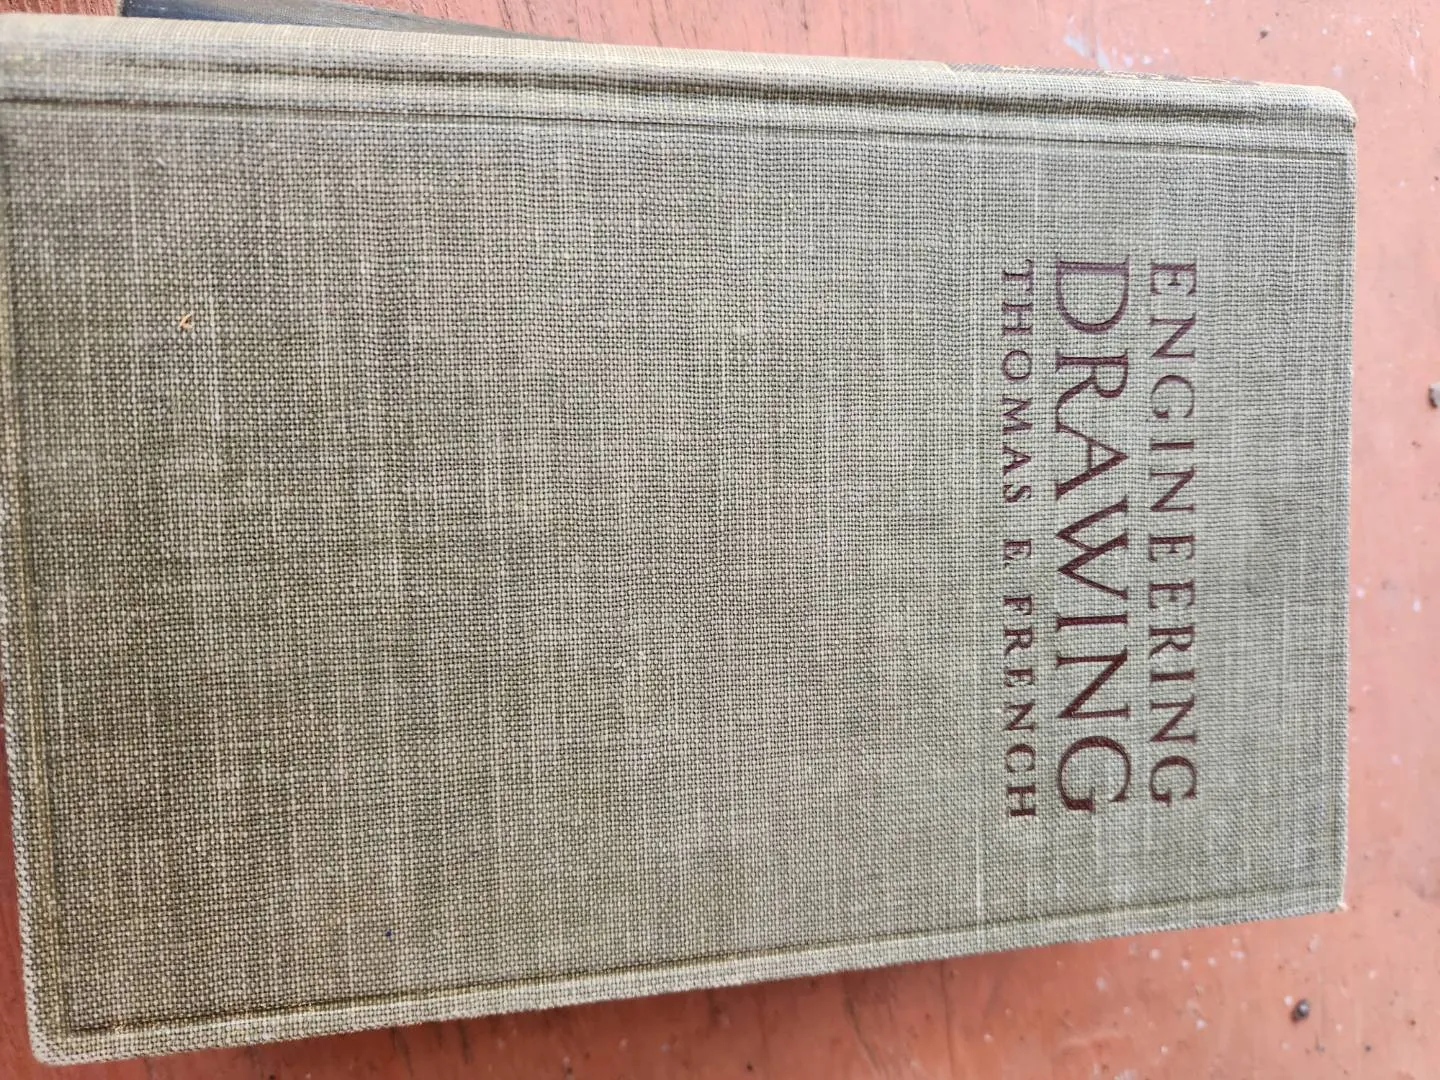 ENGINEERING
DRAWING
THOMAS E. FRENCH